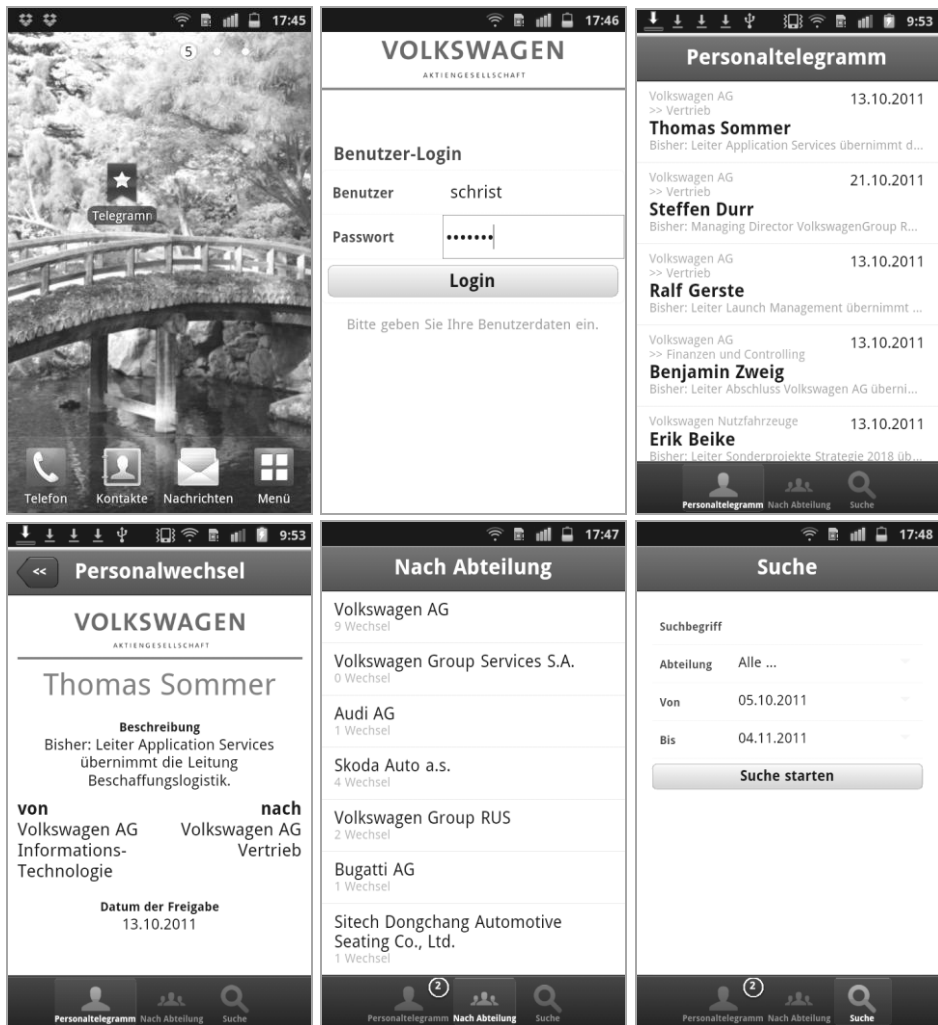 17:45
5
Telegramm
Telefon
Kontakte
Nachrichten
Menü
17:46
VOLKSWAGEN
AKTIENGESELLSCHAFT
Benutzer-Login
Benutzer schrist
Passwort •••••••
Login
Bitte geben Sie Ihre Benutzerdaten ein.
9:53
Personaltelegramm
Volkswagen AG 13.10.2011
>> Vertrieb
Thomas Sommer
Bisher: Leiter Application Services übernimmt d...
Volkswagen AG 21.10.2011
>> Vertrieb
Steffen Durr
Bisher: Managing Director VolkswagenGroup R...
Volkswagen AG 13.10.2011
>> Vertrieb
Ralf Gerste
Bisher: Leiter Launch Management übernimmt ...
Volkswagen AG 13.10.2011
>> Finanzen und Controlling
Benjamin Zweig
Bisher: Leiter Abschluss Volkswagen AG überni...
Volkswagen Nutzfahrzeuge 13.10.2011
Erik Beike
Bisher: Leiter Sonderprojekte Strategie 2018 üb...
Personaltelegramm Nach Abteilung Suche
9:53
<< Personalwechsel
VOLKSWAGEN
AKTIENGESELLSCHAFT
Thomas Sommer
Beschreibung
Bisher: Leiter Application Services
übernimmt die Leitung
Beschaffungslogistik.
von nach
Volkswagen AG Volkswagen AG
Informations- Vertrieb
Technologie
Datum der Freigabe
13.10.2011
Personaltelegramm Nach Abteilung Suche
17:47
Nach Abteilung
Volkswagen AG
9 Wechsel
Volkswagen Group Services S.A.
0 Wechsel
Audi AG
1 Wechsel
Skoda Auto a.s.
4 Wechsel
Volkswagen Group RUS
2 Wechsel
Bugatti AG
1 Wechsel
Sitech Dongchang Automotive
Seating Co., Ltd.
1 Wechsel
2
Personaltelegramm Nach Abteilung Suche
17:48
Suche
Suchbegriff
Abteilung Alle ...
Von 05.10.2011
Bis 04.11.2011
Suche starten
2
Personaltelegramm Nach Abteilung Suche